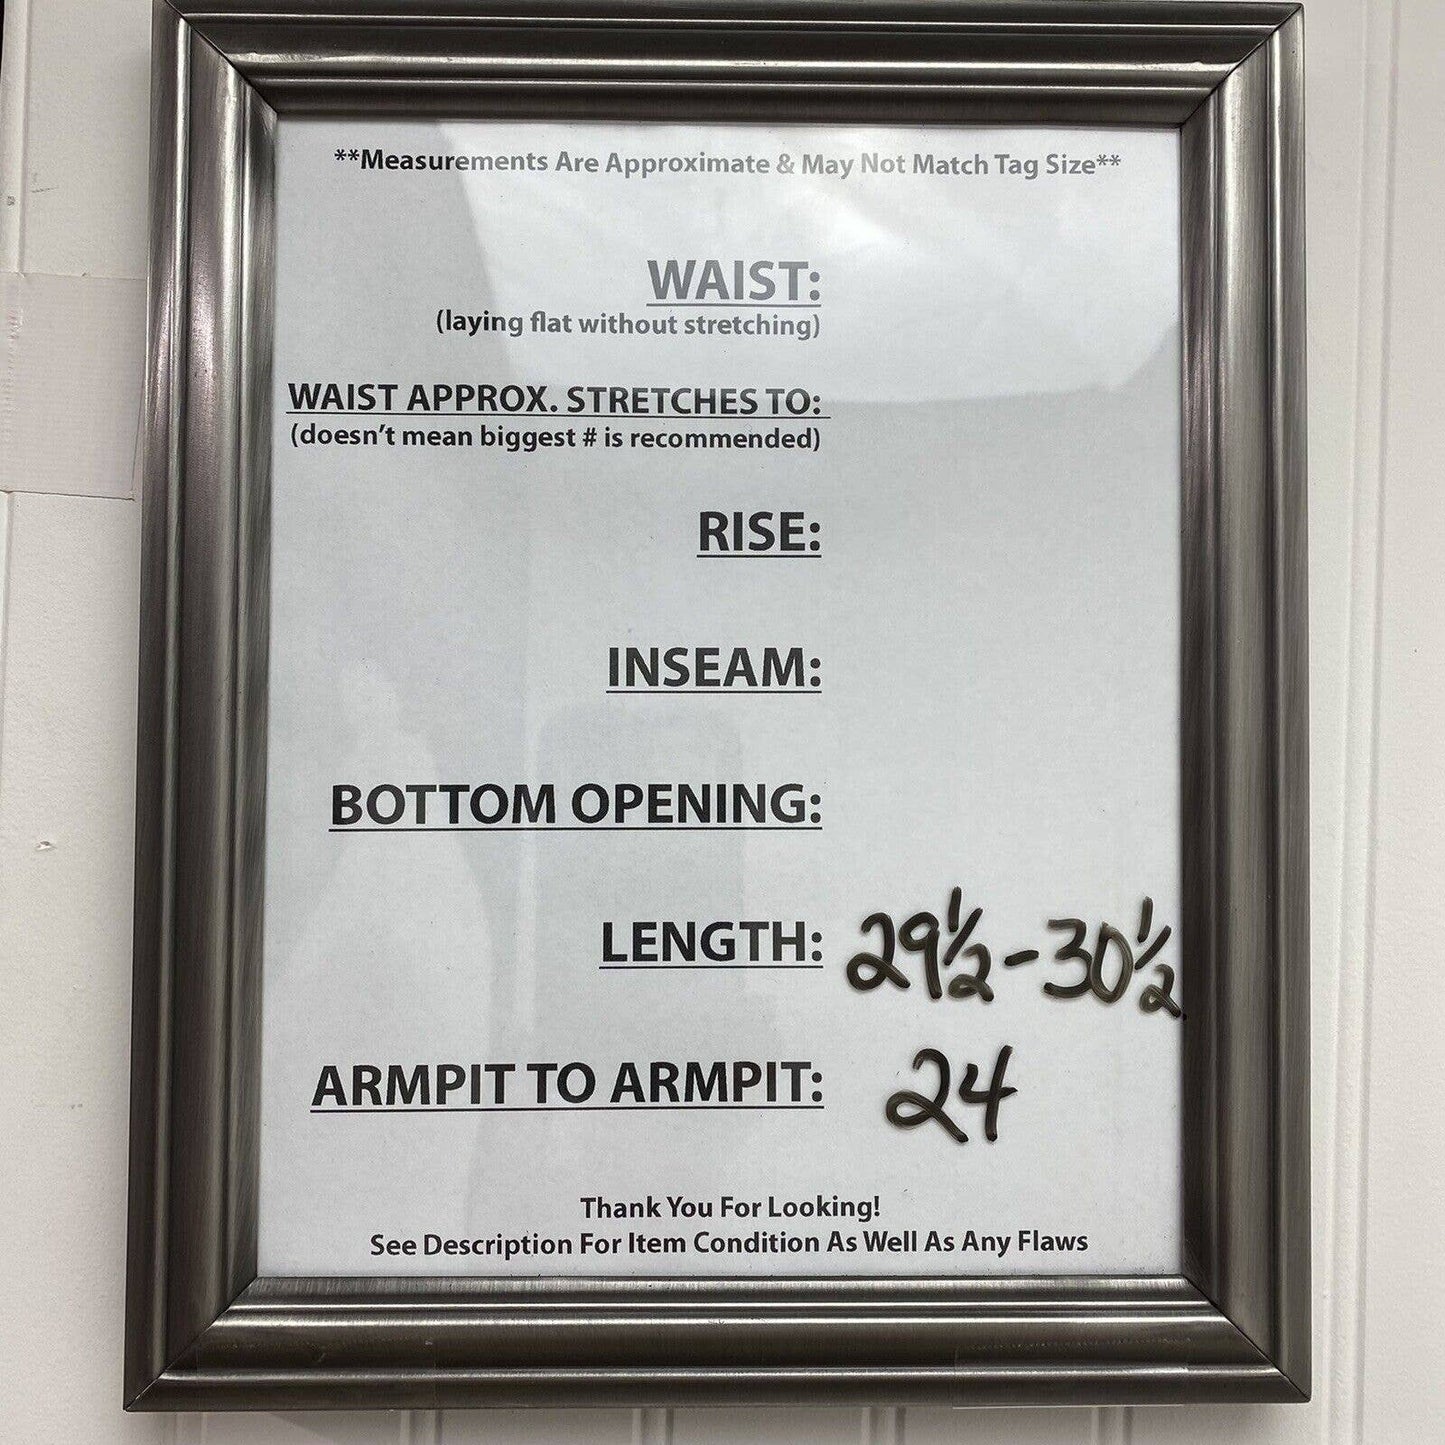 **Measurements Are Approximate & May Not Match Tag Size**
WAIST:
(laying flat without stretching)
WAIST APPROX. STRETCHES TO:
(doesn't mean biggest # is recommended)
RISE:
INSEAM:
BOTTOM OPENING:
LENGTH: 29½-30½
ARMPIT TO ARMPIT: 24
Thank You For Looking!
See Description For Item Condition As Well As Any Flaws